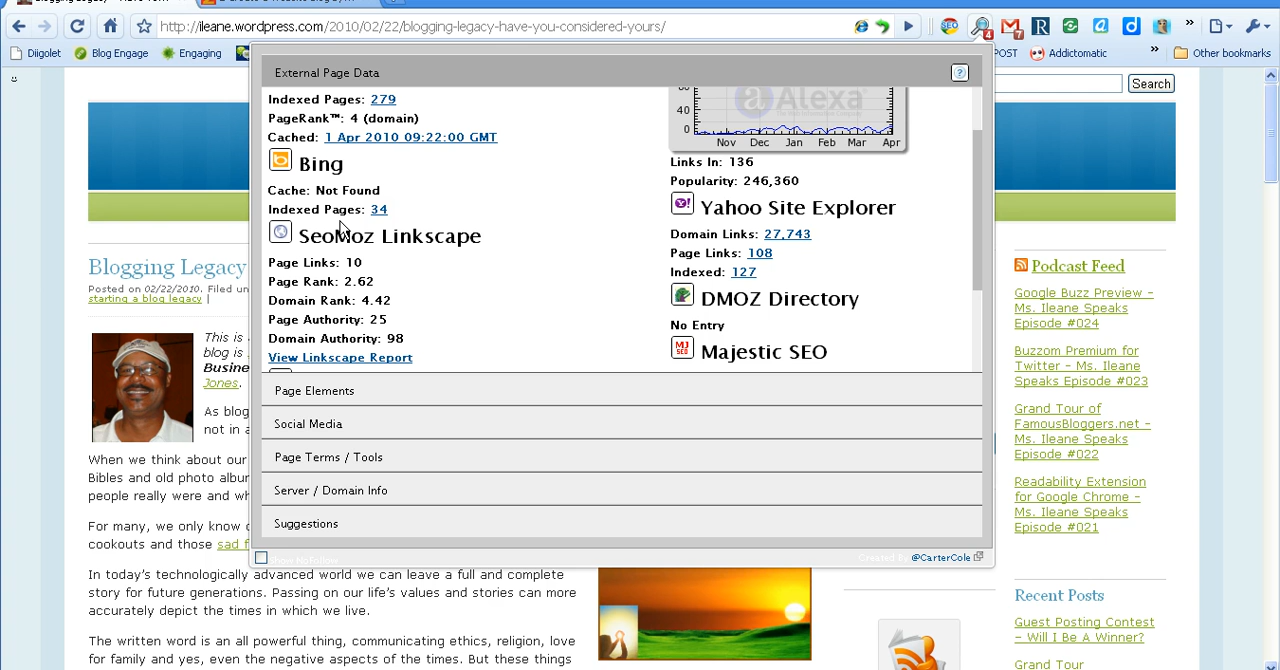 http://ileane.wordpress.com/2010/02/22/blogging-legacy-have-you-considered-yours/
SEO
4
7
R
d
»
Diigolet
Blog Engage
Engaging
POST
Addictomatic
»
Other bookmarks
External Page Data
?
Indexed Pages: 279
PageRank™: 4 (domain)
Cached: 1 Apr 2010 09:22:00 GMT
Bing
Cache: Not Found
Indexed Pages: 34
SeoMoz Linkscape
Page Links: 10
Page Rank: 2.62
Domain Rank: 4.42
Page Authority: 25
Domain Authority: 98
View Linkscape Report
Alexa
40
0
Nov Dec Jan Feb Mar Apr
Links In: 136
Popularity: 246,360
Yahoo Site Explorer
Domain Links: 27,743
Page Links: 108
Indexed: 127
DMOZ Directory
No Entry
MJ
SEO
Majestic SEO
Page Elements
Social Media
Page Terms / Tools
Server / Domain Info
Suggestions
Created By @CarterCole
Search
Blogging Legacy
Posted on 02/22/2010. Filed un
starting a blog legacy |
This is
blog is
Busine
Jones.
As blog
not in a
When we think about our
Bibles and old photo albur
people really were and wh
For many, we only know o
cookouts and those sad f
In today's technologically advanced world we can leave a full and complete
story for future generations. Passing on our life's values and stories can more
accurately depict the times in which we live.
The written word is an all powerful thing, communicating ethics, religion, love
for family and yes, even the negative aspects of the times. But these things
Podcast Feed
Google Buzz Preview –
Ms. Ileane Speaks
Episode #024
Buzzom Premium for
Twitter - Ms. Ileane
Speaks Episode #023
Grand Tour of
FamousBloggers.net -
Ms. Ileane Speaks
Episode #022
Readability Extension
for Google Chrome –
Ms. Ileane Speaks
Episode #021
Recent Posts
Guest Posting Contest
– Will I Be A Winner?
Grand Tour